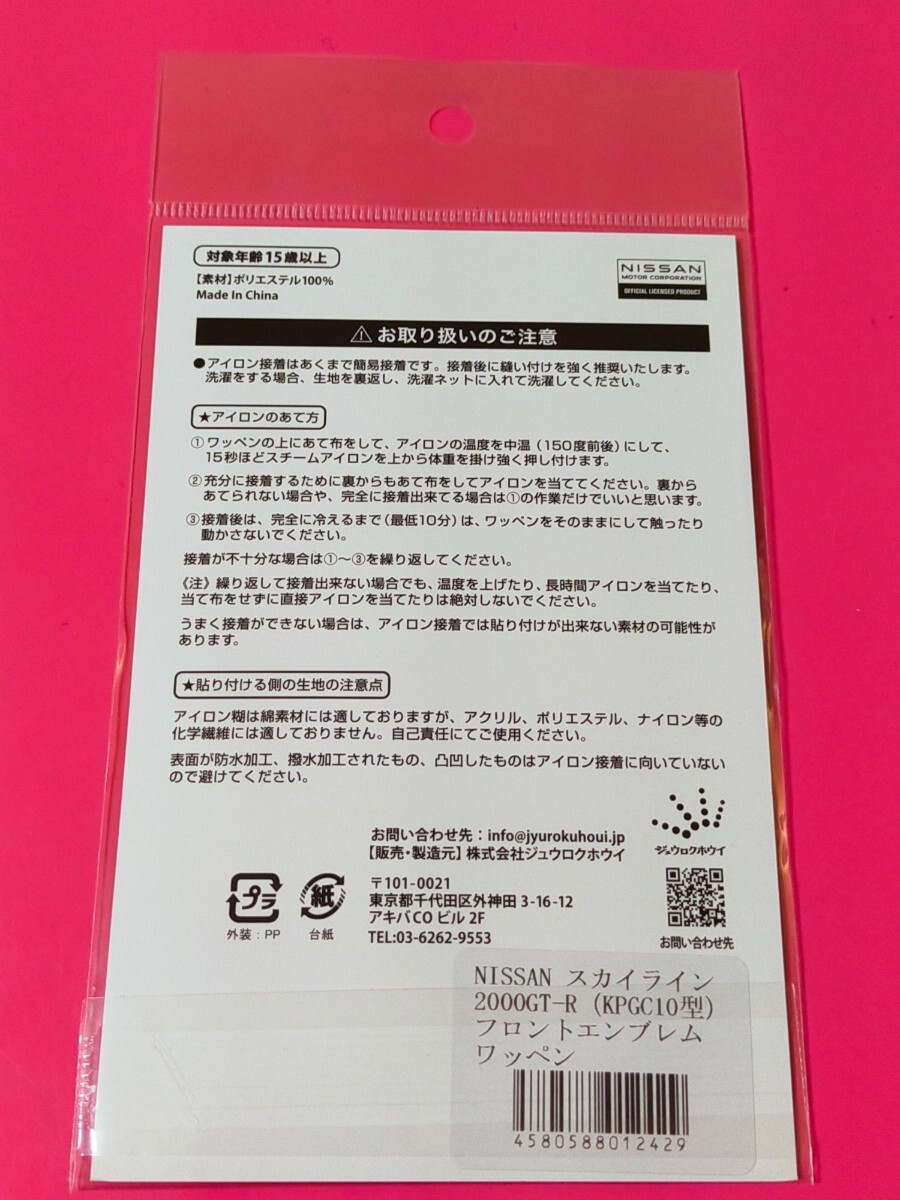 対象年齢15歳以上
【素材】ポリエステル100%
Made In China
NISSAN
MOTOR CORPORATION
OFFICIAL LICENSED PRODUCT
⚠お取り扱いのご注意
●アイロン接着はあくまで簡易接着です。接着後に縫い付けを強く推奨いたします。
洗濯をする場合、生地を裏返し、洗濯ネットに入れて洗濯してください。
★アイロンのあて方
①ワッペンの上にあて布をして、アイロンの温度を中温(150度前後)にして、
15秒ほどスチームアイロンを上から体重を掛け強く押し付けます。
②充分に接着するために裏からもあて布をしてアイロンを当ててください。裏から
あてられない場合や、完全に接着出来てる場合は①の作業だけでいいと思います。
③接着後は、完全に冷えるまで(最低10分)は、ワッペンをそのままにして触ったり
動かさないでください。
接着が不十分な場合は①〜③を繰り返してください。
《注》繰り返して接着出来ない場合でも、温度を上げたり、長時間アイロンを当てたり、
当て布をせずに直接アイロンを当てたりは絶対しないでください。
うまく接着ができない場合は、アイロン接着では貼り付けが出来ない素材の可能性が
あります。
★貼り付ける側の生地の注意点
アイロン糊は綿素材には適しておりますが、アクリル、ポリエステル、ナイロン等の
化学繊維には適しておりません。自己責任にてご使用ください。
表面が防水加工、撥水加工されたもの、凸凹したものはアイロン接着に向いていない
ので避けてください。
お問い合わせ先：info@jyurokuhoui.jp
【販売・製造元】株式会社ジュウロクホウイ
〒101-0021
東京都千代田区外神田 3-16-12
アキバCO ビル 2F
TEL:03-6262-9553
ジュウロクホウイ
お問い合わせ先
プラ
外装：PP
紙
台紙
NISSAN スカイライン
2000GT-R (KPGC10型)
フロントエンブレム
ワッペン
4580588012429